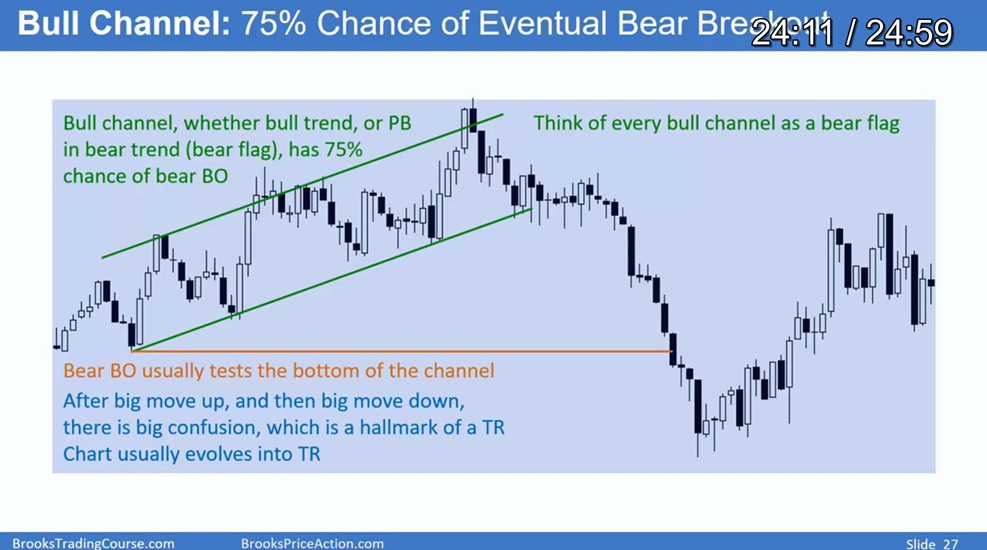 Bull Channel: 75% Chance of Eventual Bear Breakout
24:11 / 24:59
Bull channel, whether bull trend, or PB
in bear trend (bear flag), has 75%
chance of bear BO
Think of every bull channel as a bear flag
Bear BO usually tests the bottom of the channel
After big move up, and then big move down,
there is big confusion, which is a hallmark of a TR
Chart usually evolves into TR
BrooksTradingCourse.com
BrooksPriceAction.com
Slide 27